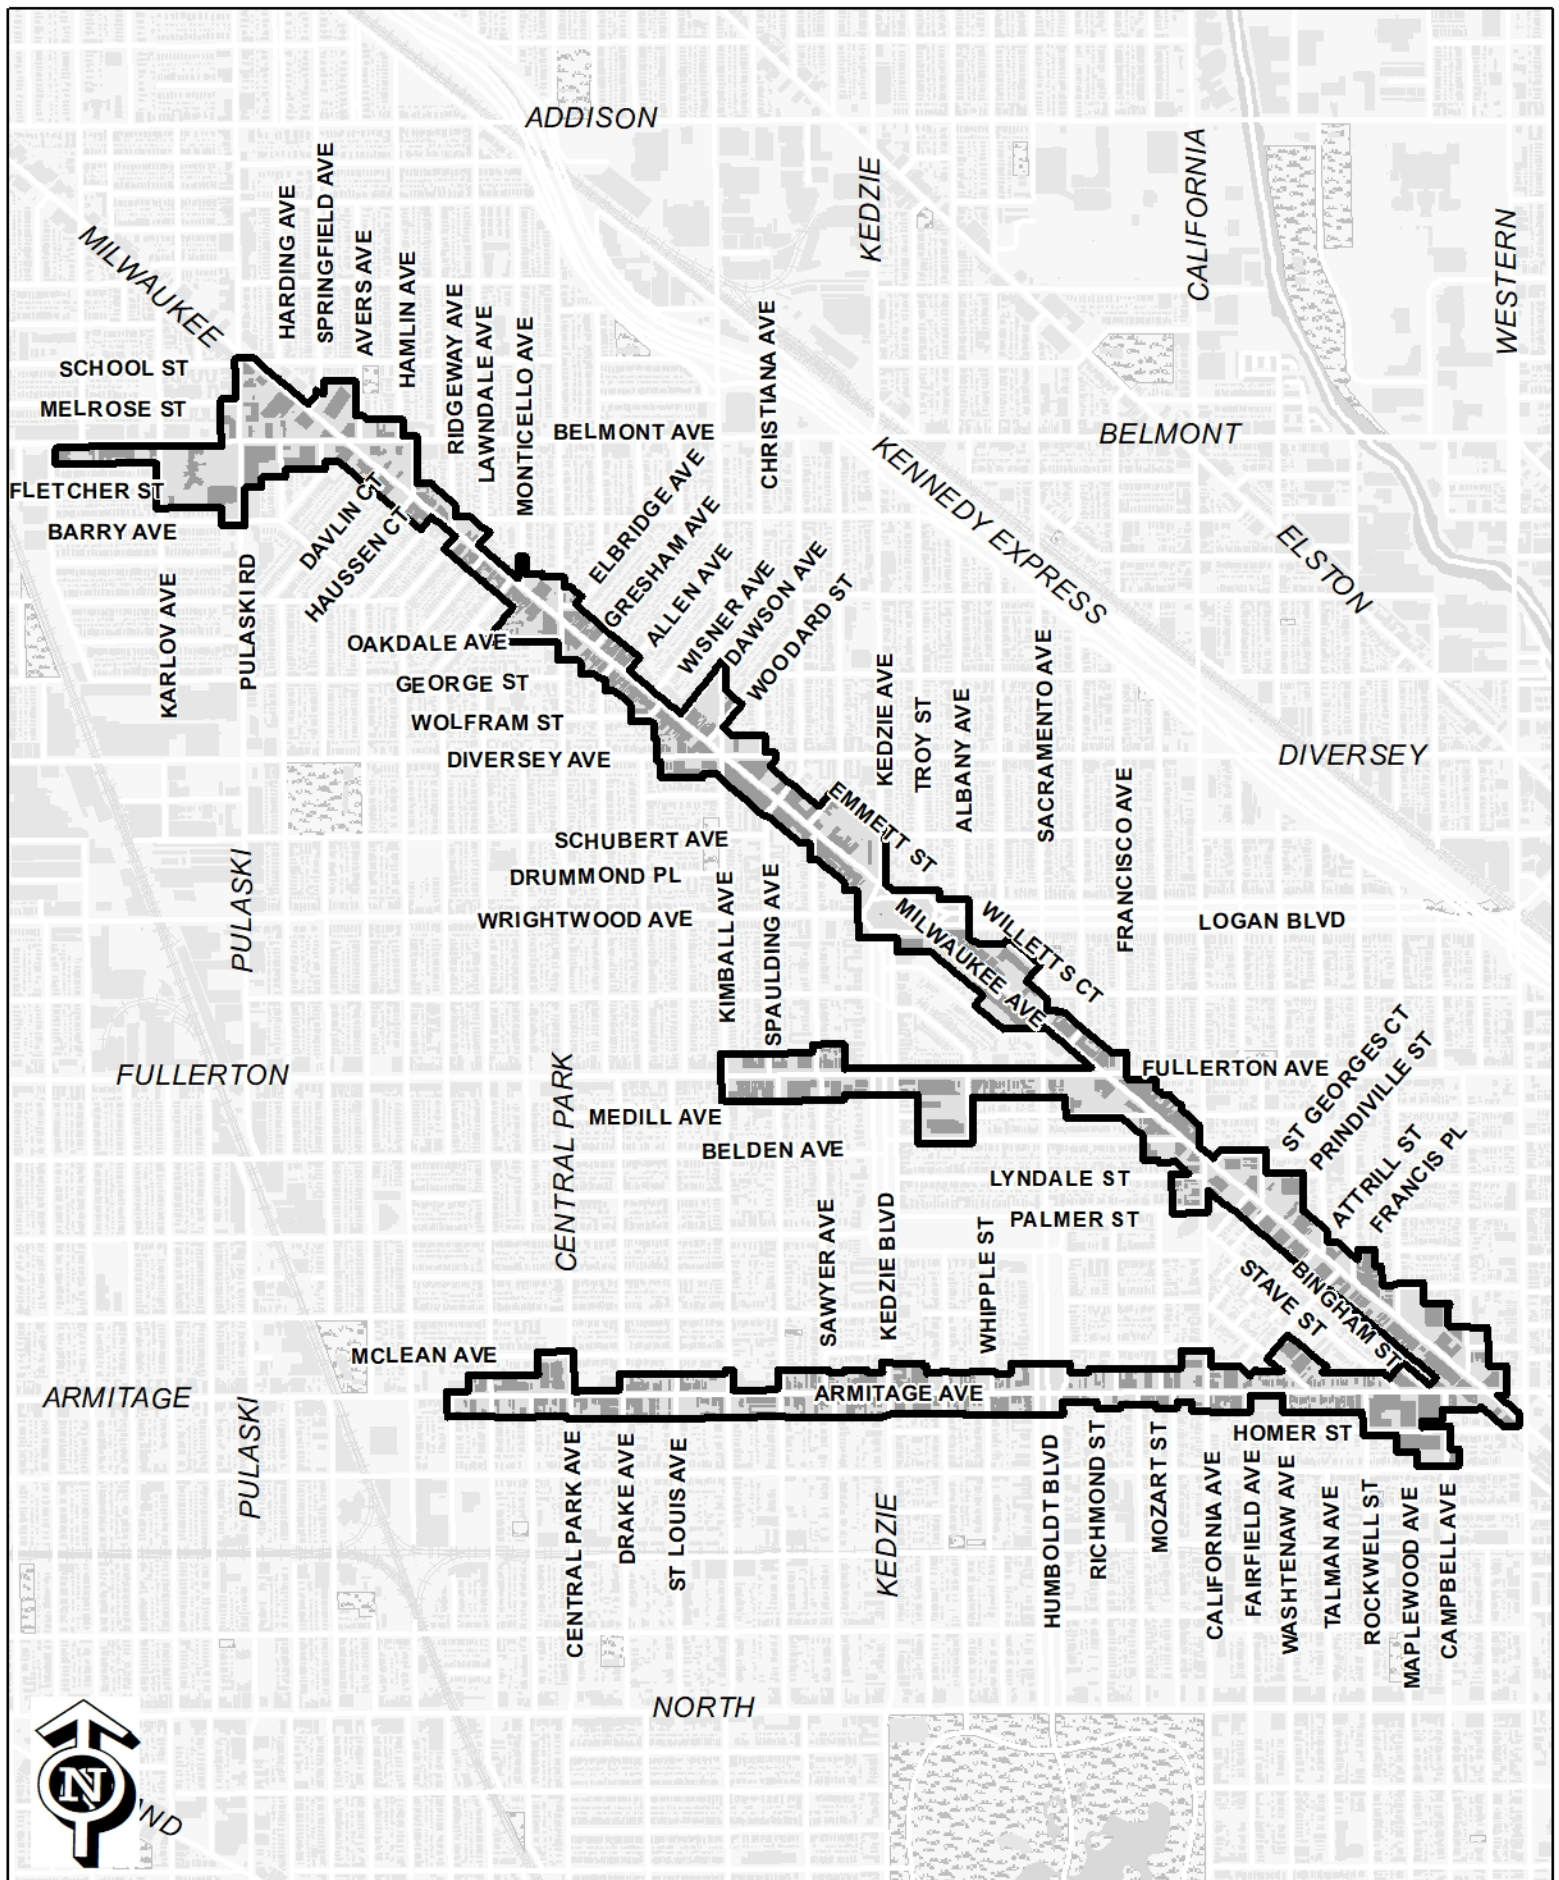 ADDISON
KEDZIE
CALIFORNIA
WESTERN
MILWAUKEE
HARDING AVE
SPRINGFIELD AVE
AVERS AVE
HAMLIN AVE
RIDGEWAY AVE
LAWNDALE AVE
MONTICELLO AVE
CHRISTIANA AVE
SCHOOL ST
MELROSE ST
BELMONT AVE
BELMONT
KENNEDY EXPRESS
ELSTON
FLETCHER ST
BARRY AVE
DAVLIN CT
HAUSSEN CT
ELBRIDGE AVE
GRESHAM AVE
ALLEN AVE
WISNER AVE
DAWSON AVE
WOODARD ST
KARLOV AVE
PULASKI RD
OAKDALE AVE
GEORGE ST
WOLFRAM ST
DIVERSEY AVE
DIVERSEY
KEDZIE AVE
TROY ST
ALBANY AVE
SACRAMENTO AVE
FRANCISCO AVE
EMMETT ST
SCHUBERT AVE
DRUMMOND PL
WRIGHTWOOD AVE
PULASKI
KIMBALL AVE
SPAULDING AVE
MILWAUKEE AVE
WILLETTS CT
LOGAN BLVD
FULLERTON
CENTRAL PARK
FULLERTON AVE
MEDILL AVE
BELDEN AVE
ST GEORGES CT
PRINDIVILLE ST
ATTRILL ST
FRANCIS PL
LYNDALE ST
PALMER ST
SAWYER AVE
KEDZIE BLVD
WHIPPLE ST
STAVE ST
BINGHAM ST
MCLEAN AVE
ARMITAGE
ARMITAGE AVE
PULASKI
HOMER ST
CENTRAL PARK AVE
DRAKE AVE
ST LOUIS AVE
KEDZIE
HUMBOLDT BLVD
RICHMOND ST
MOZART ST
CALIFORNIA AVE
FAIRFIELD AVE
WASHTENAW AVE
TALMAN AVE
ROCKWELL ST
MAPLEWOOD AVE
CAMPBELL AVE
NORTH
N